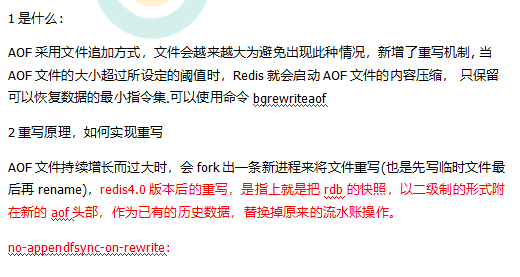 1 是什么：
AOF 采用文件追加方式，文件会越来越大为避免出现此种情况，新增了重写机制, 当
AOF 文件的大小超过所设定的阈值时，Redis 就会启动 AOF 文件的内容压缩， 只保留
可以恢复数据的最小指令集.可以使用命令 bgrewriteaof
2 重写原理，如何实现重写
AOF 文件持续增长而过大时，会 fork 出一条新进程来将文件重写(也是先写临时文件最
后再 rename)，redis4.0 版本后的重写，是指上就是把 rdb 的快照，以二级制的形式附
在新的 aof 头部，作为已有的历史数据，替换掉原来的流水账操作。
no-appendfsync-on-rewrite：